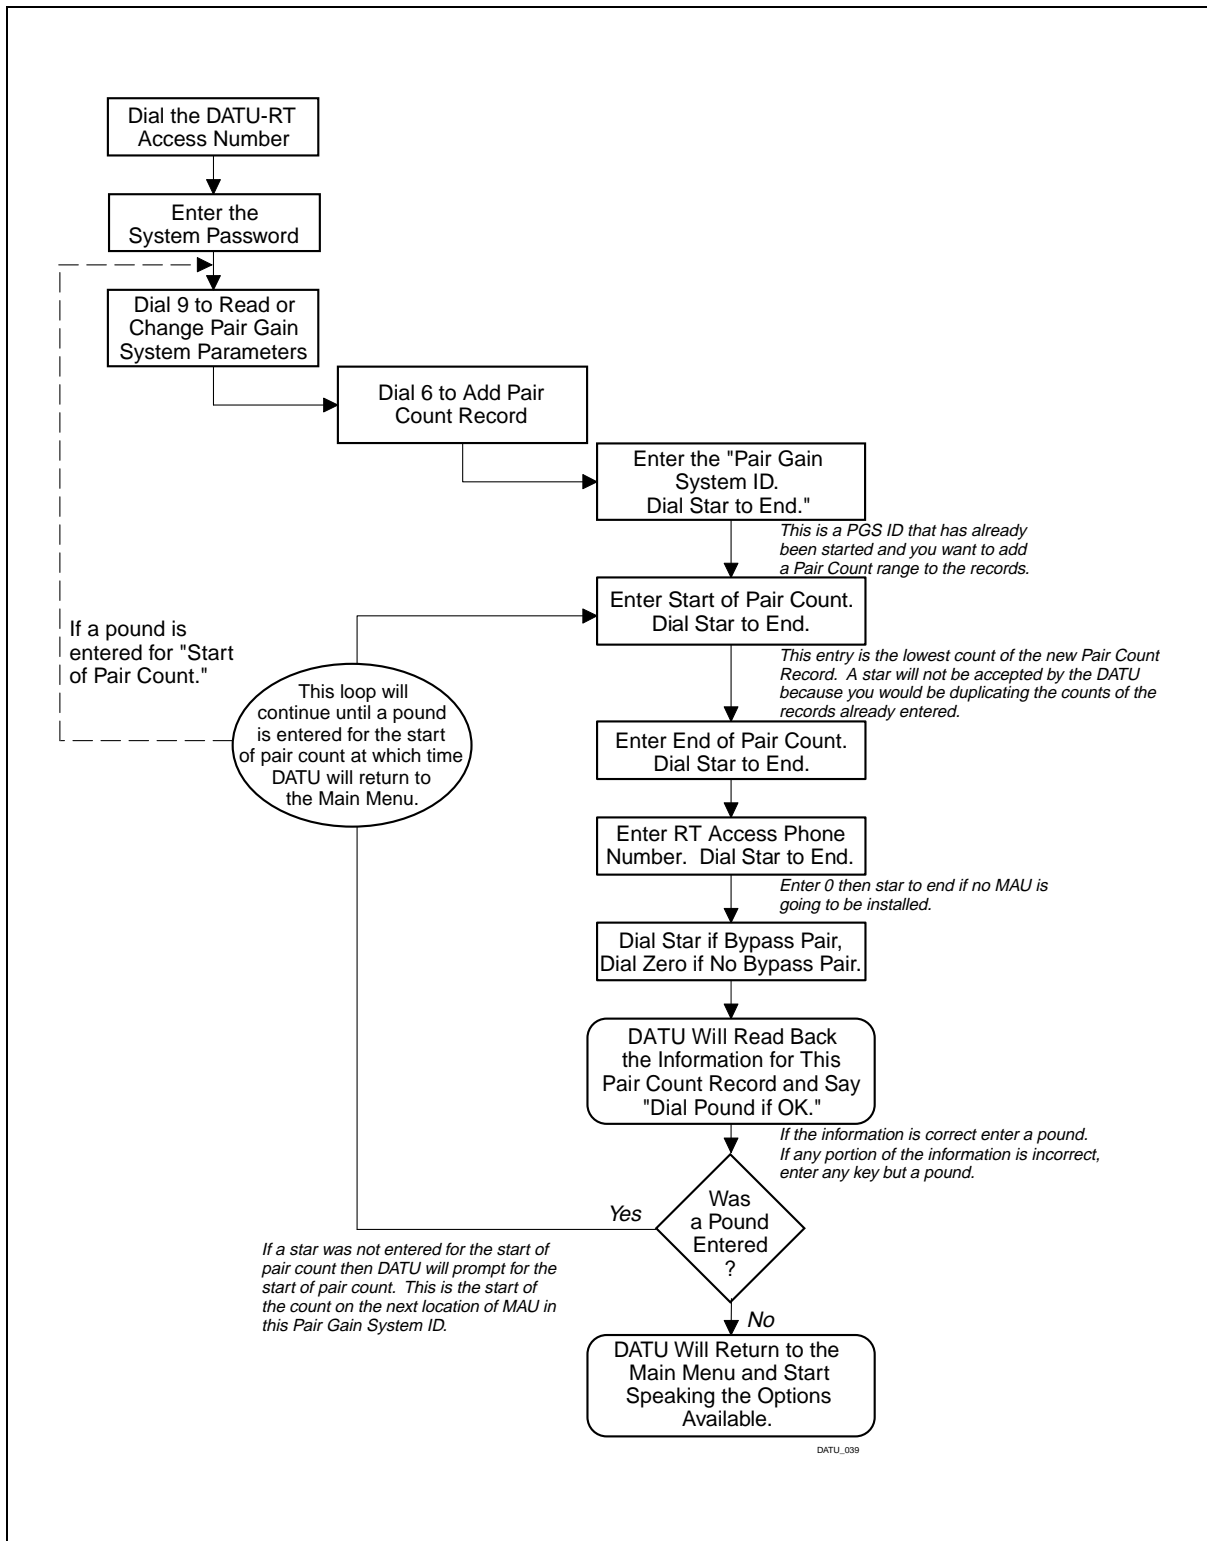 Dial the DATU-RT
Access Number
Enter the
System Password
Dial 9 to Read or
Change Pair Gain
System Parameters
Dial 6 to Add Pair
Count Record
Enter the "Pair Gain
System ID.
Dial Star to End."
This is a PGS ID that has already
been started and you want to add
a Pair Count range to the records.
Enter Start of Pair Count.
Dial Star to End.
If a pound is
entered for "Start
of Pair Count."
This entry is the lowest count of the new Pair Count
Record. A star will not be accepted by the DATU
because you would be duplicating the counts of the
records already entered.
This loop will
continue until a pound
is entered for the start
of pair count at which time
DATU will return to
the Main Menu.
Enter End of Pair Count.
Dial Star to End.
Enter RT Access Phone
Number. Dial Star to End.
Enter 0 then star to end if no MAU is
going to be installed.
Dial Star if Bypass Pair,
Dial Zero if No Bypass Pair.
DATU Will Read Back
the Information for This
Pair Count Record and Say
"Dial Pound if OK."
If the information is correct enter a pound.
If any portion of the information is incorrect,
enter any key but a pound.
Was
a Pound
Entered
?
Yes
If a star was not entered for the start of
pair count then DATU will prompt for the
start of pair count. This is the start of
the count on the next location of MAU in
this Pair Gain System ID.
No
DATU Will Return to the
Main Menu and Start
Speaking the Options
Available.
DATU_039